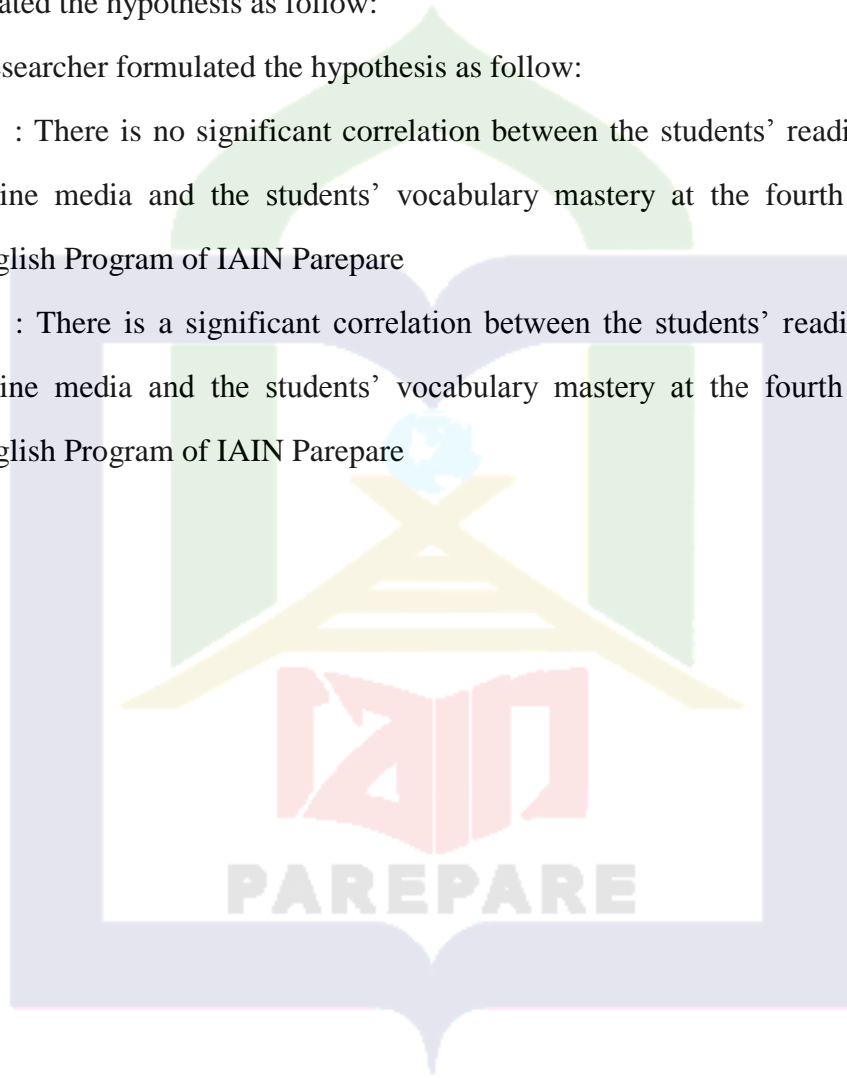 ated the hypothesis as follow:
searcher formulated the hypothesis as follow:
: There is no significant correlation between the students’ readi
ine media and the students’ vocabulary mastery at the fourth
glish Program of IAIN Parepare
: There is a significant correlation between the students’ readi
ine media and the students’ vocabulary mastery at the fourth
glish Program of IAIN Parepare
IAIN
PAREPARE